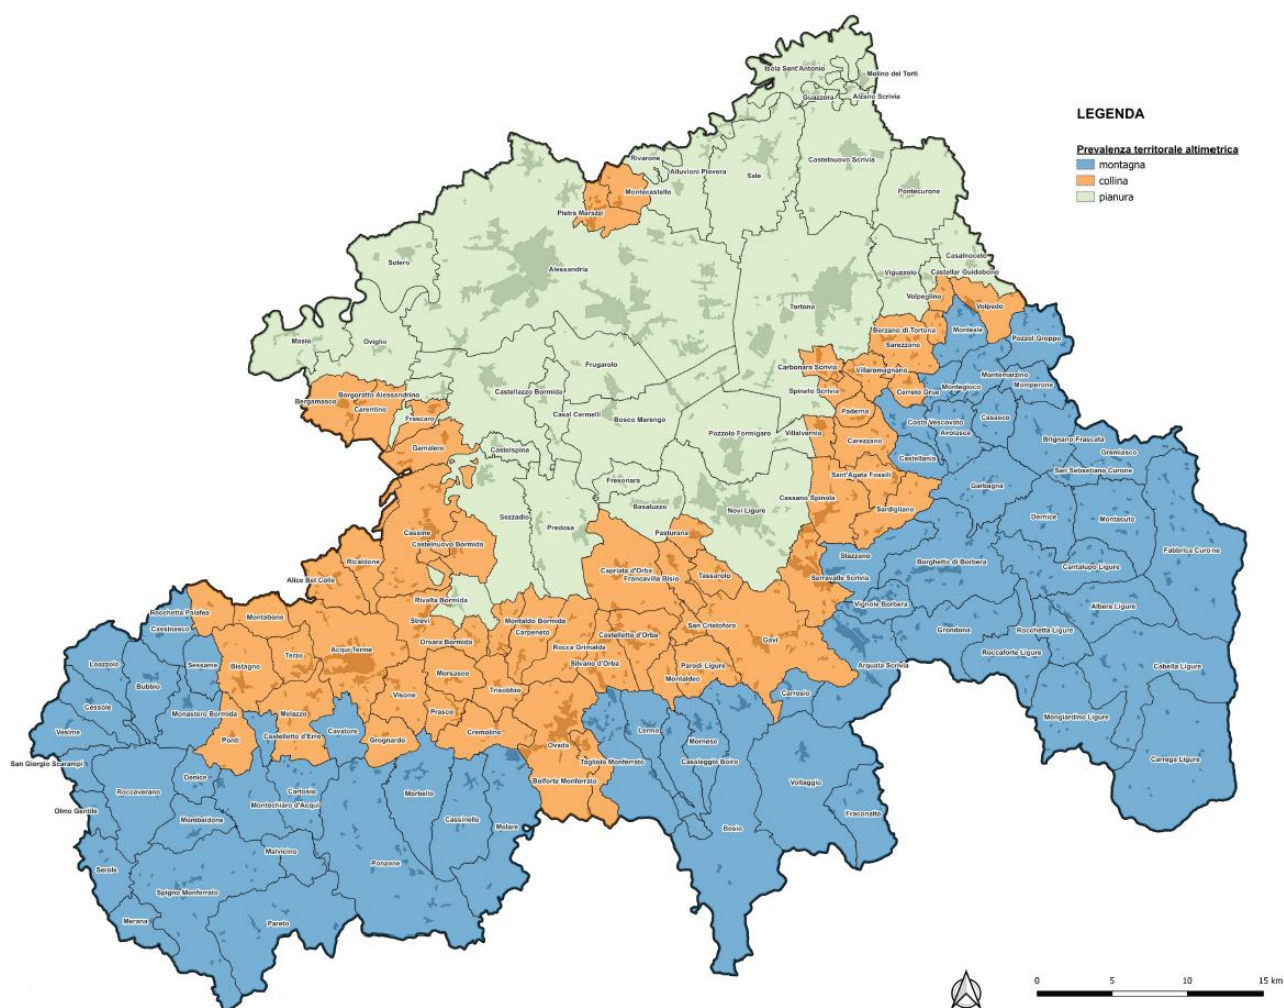 Isola Sant'Antonio
Molino dei Torti
Guazzora
Alzano Scrivia
LEGENDA
Prevalenza territorale altimetrica
montagna
collina
pianura
Rivarone
Alluvioni Piovera
Sale
Castelnuovo Scrivia
Montecastello
Pontecurone
Pietra Marazzi
Solero
Alessandria
Casalnoceto
Viguzzolo
Castellar Guidobono
Volpeglino
Volpedo
Tortona
Masio
Oviglio
Berzano di Tortona
Monleale
Sarezzano
Pozzol Groppo
Frugarolo
Carbonara Scrivia
Villaromagnano
Montemarzino
Momperone
Spineto Scrivia
Cerreto Grue
Montegioco
Castellazzo Bormida
Borgoratto Alessandrino
Bergamasco
Carentino
Frascaro
Casal Cermelli
Bosco Marengo
Paderna
Costa Vescovato
Casasco
Avolasca
Pozzolo Formigaro
Villalvernia
Carezzano
Brignano Frascata
Gremiasco
Gamalero
Castelspina
Castellania
San Sebastiano Curone
Fresonara
Sant'Agata Fossili
Garbagna
Cassano Spinola
Basaluzzo
Novi Ligure
Sardigliano
Sezzadio
Predosa
Dernice
Montacuto
Cassine
Pasturana
Castelnuovo Bormida
Stazzano
Fabbrica Curone
Ricaldone
Borghetto di Borbera
Cantalupo Ligure
Capriata d'Orba
Francavilla Bisio
Tassarolo
Serravalle Scrivia
Alice Bel Colle
Rivalta Bormida
Vignole Borbera
Albera Ligure
Rocchetta Palafea
Montabone
Strevi
Montaldo Bormida
Carpeneto
San Cristoforo
Cassinasco
Castelletto d'Orba
Grondona
Rocchetta Ligure
Orsara Bormida
Rocca Grimalda
Gavi
Roccaforte Ligure
Loazzolo
Sessame
Bistagno
Terzo
Acqui Terme
Silvano d'Orba
Parodi Ligure
Arquata Scrivia
Cabella Ligure
Morsasco
Montaldeo
Bubbio
Trisobbio
Visone
Carrosio
Cessole
Monastero Bormida
Melazzo
Prasco
Mongiardino Ligure
Vesime
Ponti
Castelletto d'Erro
Cavatore
Grognardo
Cremolino
Lerma
Mornese
Ovada
Carrega Ligure
San Giorgio Scarampi
Tagliolo Monferrato
Casaleggio Boiro
Denice
Belforte Monferrato
Voltaggio
Roccaverano
Cartosio
Morbello
Montechiaro d'Acqui
Olmo Gentile
Mombaldone
Cassinelle
Molare
Bosio
Fraconalto
Malvicino
Serole
Ponzone
Spigno Monferrato
Merana
Pareto
0 5 10 15 km